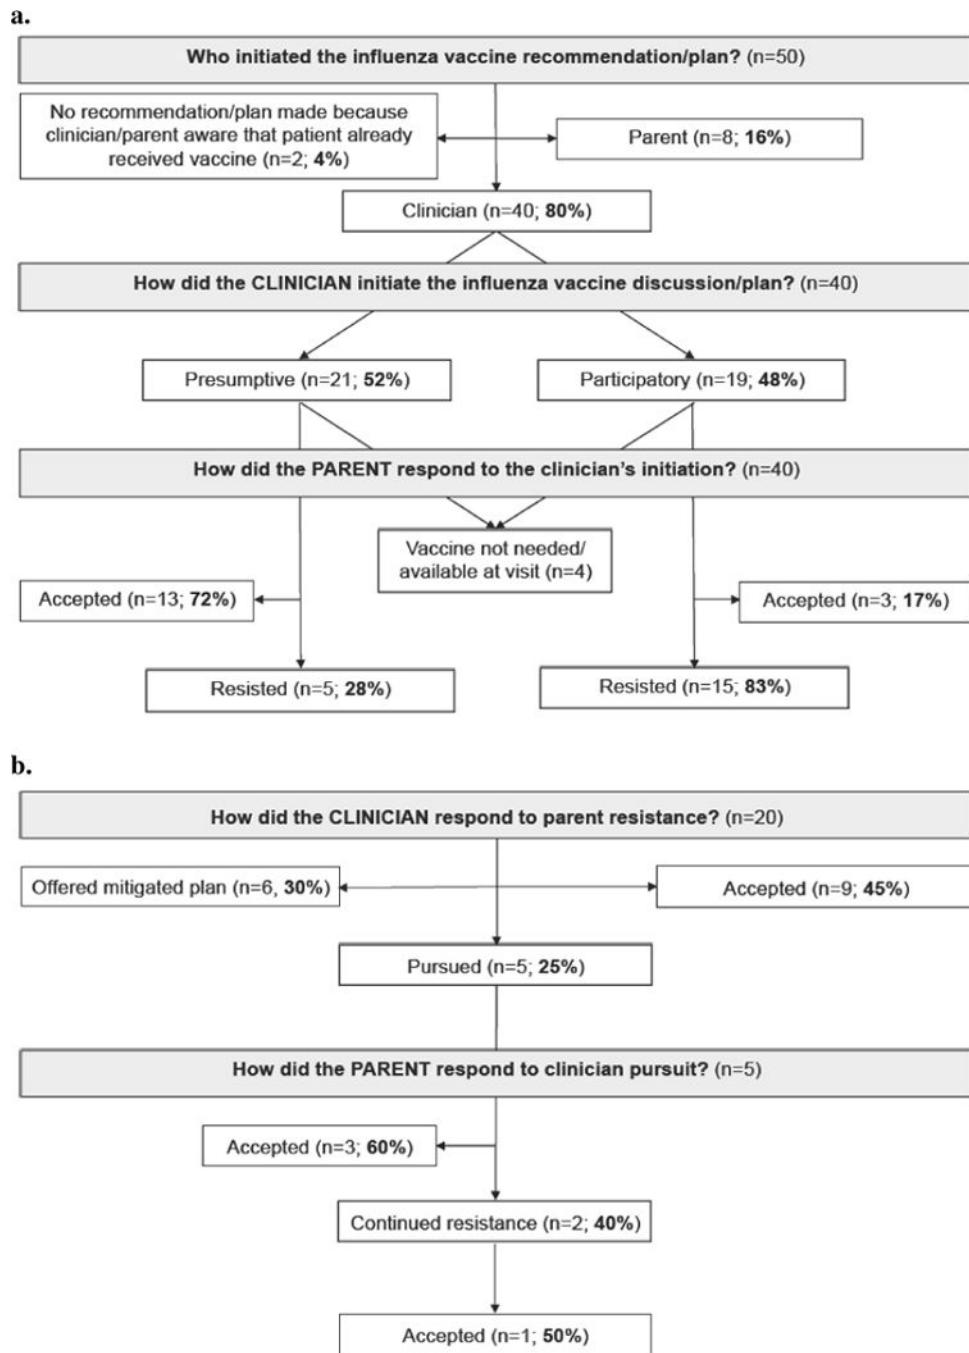 a.
Who initiated the influenza vaccine recommendation/plan? (n=50)
No recommendation/plan made because
clinician/parent aware that patient already
received vaccine (n=2; 4%)
Parent (n=8; 16%)
Clinician (n=40; 80%)
How did the CLINICIAN initiate the influenza vaccine discussion/plan? (n=40)
Presumptive (n=21; 52%)
Participatory (n=19; 48%)
How did the PARENT respond to the clinician's initiation? (n=40)
Vaccine not needed/
available at visit (n=4)
Accepted (n=13; 72%)
Accepted (n=3; 17%)
Resisted (n=5; 28%)
Resisted (n=15; 83%)
b.
How did the CLINICIAN respond to parent resistance? (n=20)
Offered mitigated plan (n=6, 30%)
Accepted (n=9; 45%)
Pursued (n=5; 25%)
How did the PARENT respond to clinician pursuit? (n=5)
Accepted (n=3; 60%)
Continued resistance (n=2; 40%)
Accepted (n=1; 50%)